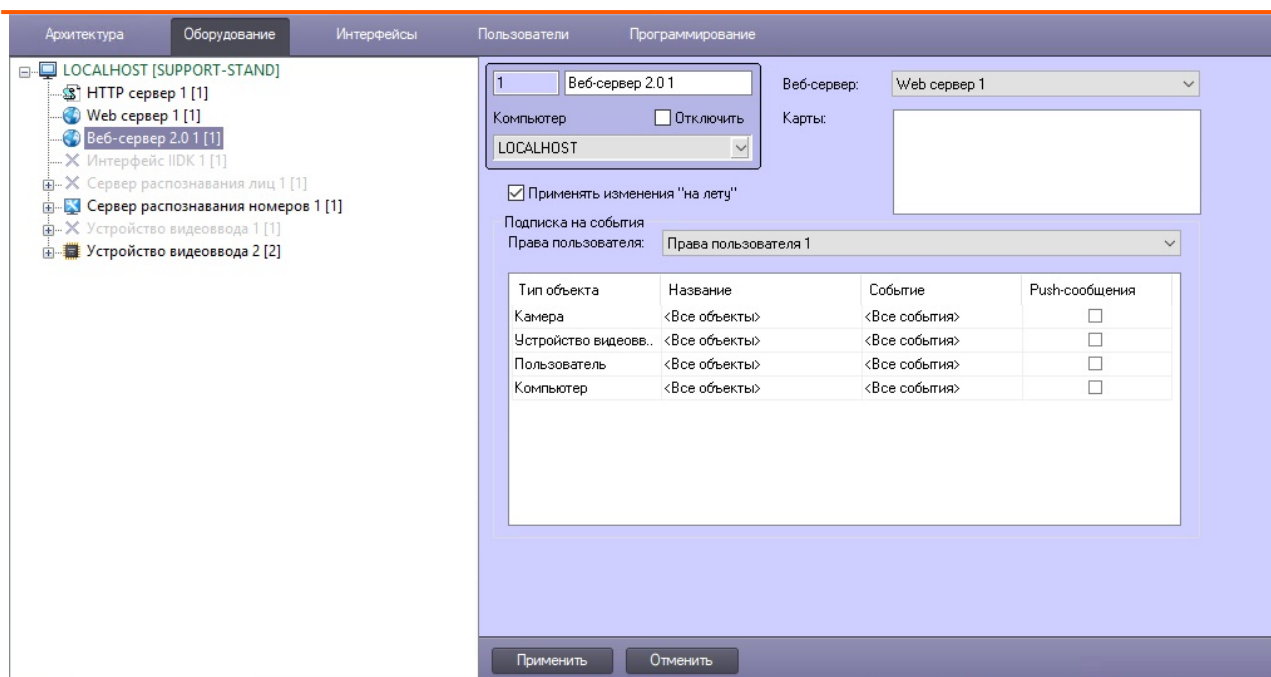 Архитектура Оборудование Интерфейсы Пользователи Программирование
LOCALHOST [SUPPORT-STAND]
HTTP сервер 1 [1]
Web сервер 1 [1]
Веб-сервер 2.0 1 [1]
Интерфейс IIDK 1 [1]
Сервер распознавания лиц 1 [1]
Сервер распознавания номеров 1 [1]
Устройство видеоввода 1 [1]
Устройство видеоввода 2 [2]
1 Веб-сервер 2.0 1
Компьютер Отключить
LOCALHOST
Веб-сервер: Web сервер 1
Карты:
Применять изменения "на лету"
Подписка на события
Права пользователя: Права пользователя 1
Тип объекта Название Событие Push-сообщения
Камера <Все объекты> <Все события>
Устройство видеовв.. <Все объекты> <Все события>
Пользователь <Все объекты> <Все события>
Компьютер <Все объекты> <Все события>
Применить Отменить